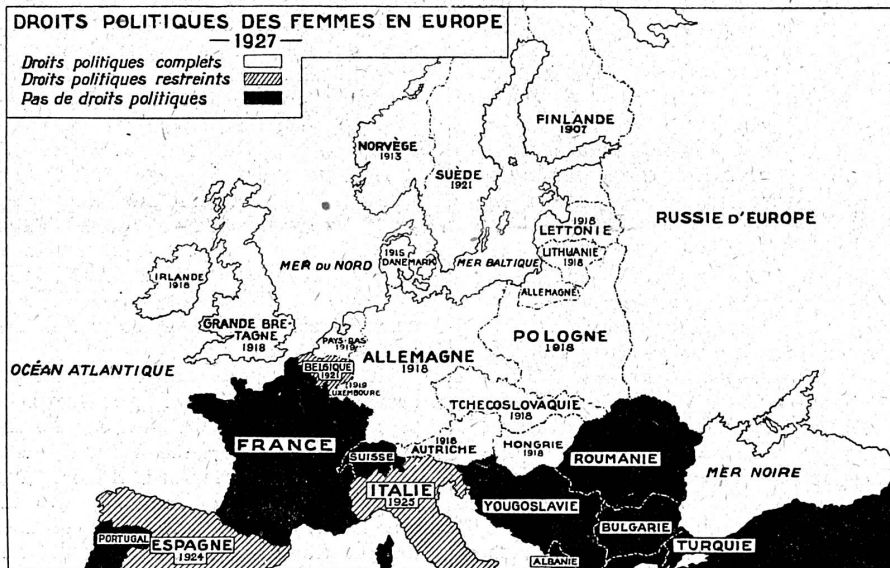 DROITS POLITIQUES DES FEMMES EN EUROPE
— 1927 —
Droits politiques complets
Droits politiques restreints
Pas de droits politiques
FINLANDE
1907
NORVÈGE
1913
SUÈDE
1921
RUSSIE D'EUROPE
1918
LETTONIE
LITHUANIE
1918
MER DU NORD
1915
DANEMARK
MER BALTIQUE
ALLEMAGNE
IRLANDE
1918
GRANDE BRE-
TAGNE
1918
PAYS-BAS
1919
ALLEMAGNE
1918
POLOGNE
1918
OCÉAN ATLANTIQUE
BELGIQUE
1921
1919
LUXEMBOURG
TCHECOSLOVAQUIE
1918
FRANCE
SUISSE
1918
AUTRICHE
HONGRIE
1918
ROUMANIE
MER NOIRE
ITALIE
1925
YOUGOSLAVIE
BULGARIE
PORTUGAL
ESPAGNE
1924
ALBANIE
TURQUIE